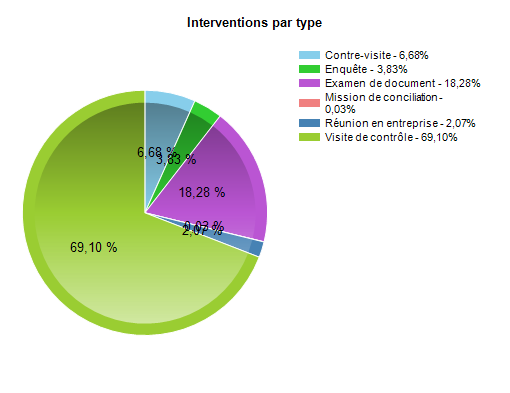 Interventions par type
Contre-visite - 6,68%
Enquête - 3,83%
Examen de document - 18,28%
Mission de conciliation -
0,03%
Réunion en entreprise - 2,07%
Visite de contrôle - 69,10%
6,68 %
3,83 %
18,28 %
0,03 %
2,07 %
69,10 %